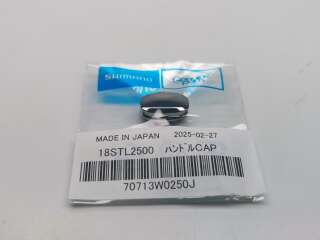 SHIMANO
MADE IN JAPAN 2025-02-27
18STL2500 ハンドルCAP
70713W0250J